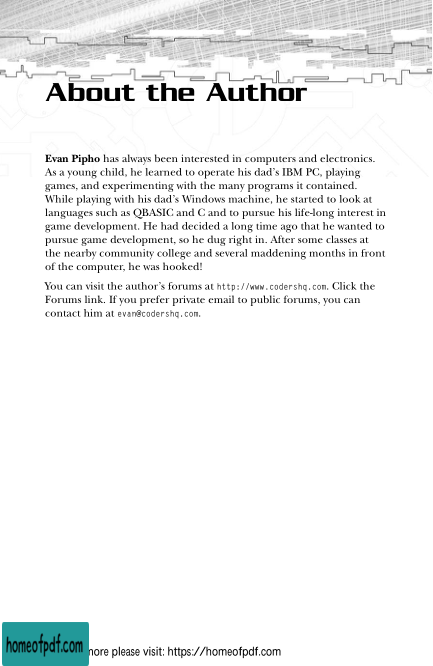 About the Author
Evan Pipho has always been interested in computers and electronics.
As a young child, he learned to operate his dad's IBM PC, playing
games, and experimenting with the many programs it contained.
While playing with his dad's Windows machine, he started to look at
languages such as QBASIC and C and to pursue his life-long interest in
game development. He had decided a long time ago that he wanted to
pursue game development, so he dug right in. After some classes at
the nearby community college and several maddening months in front
of the computer, he was hooked!
You can visit the author's forums at http://www.codershq.com. Click the
Forums link. If you prefer private email to public forums, you can
contact him at evan@codershq.com.
homeofpdf.com
more please visit: https://homeofpdf.com